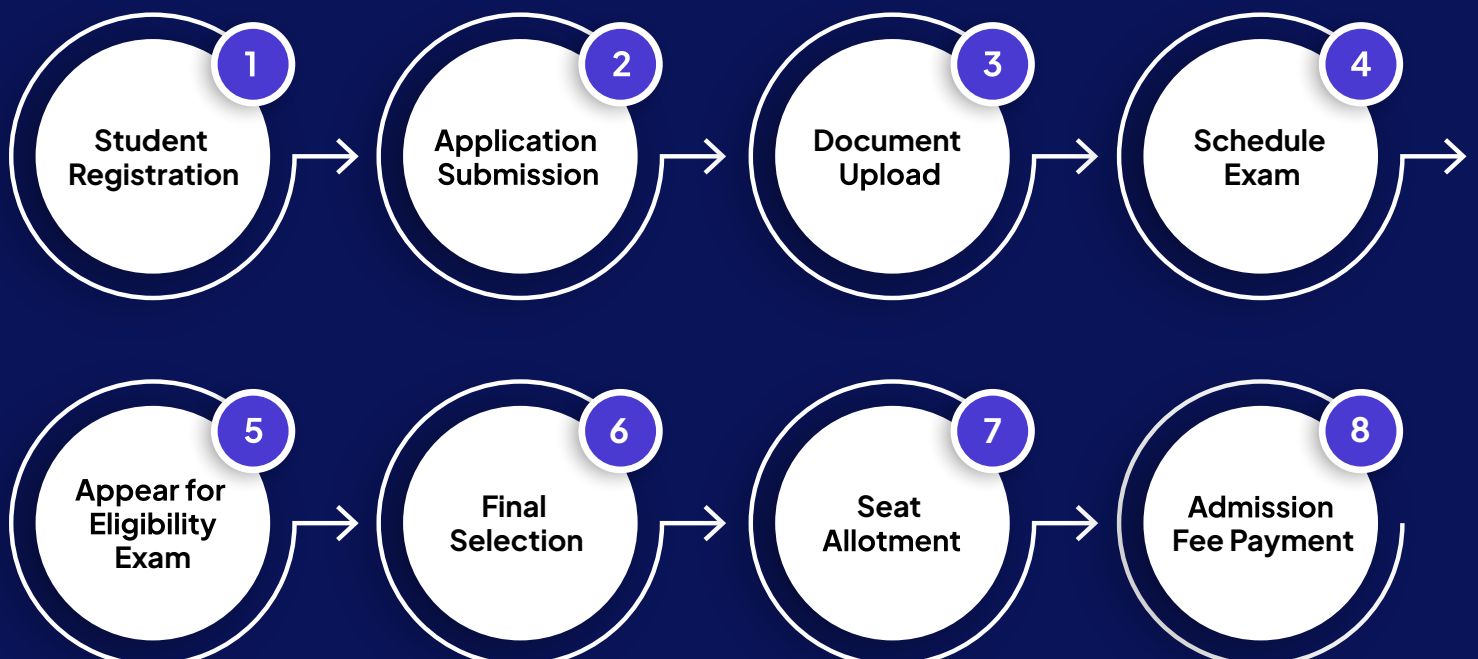 1
Student
Registration
2
Application
Submission
3
Document
Upload
4
Schedule
Exam
5
Appear for
Eligibility
Exam
6
Final
Selection
7
Seat
Allotment
8
Admission
Fee Payment